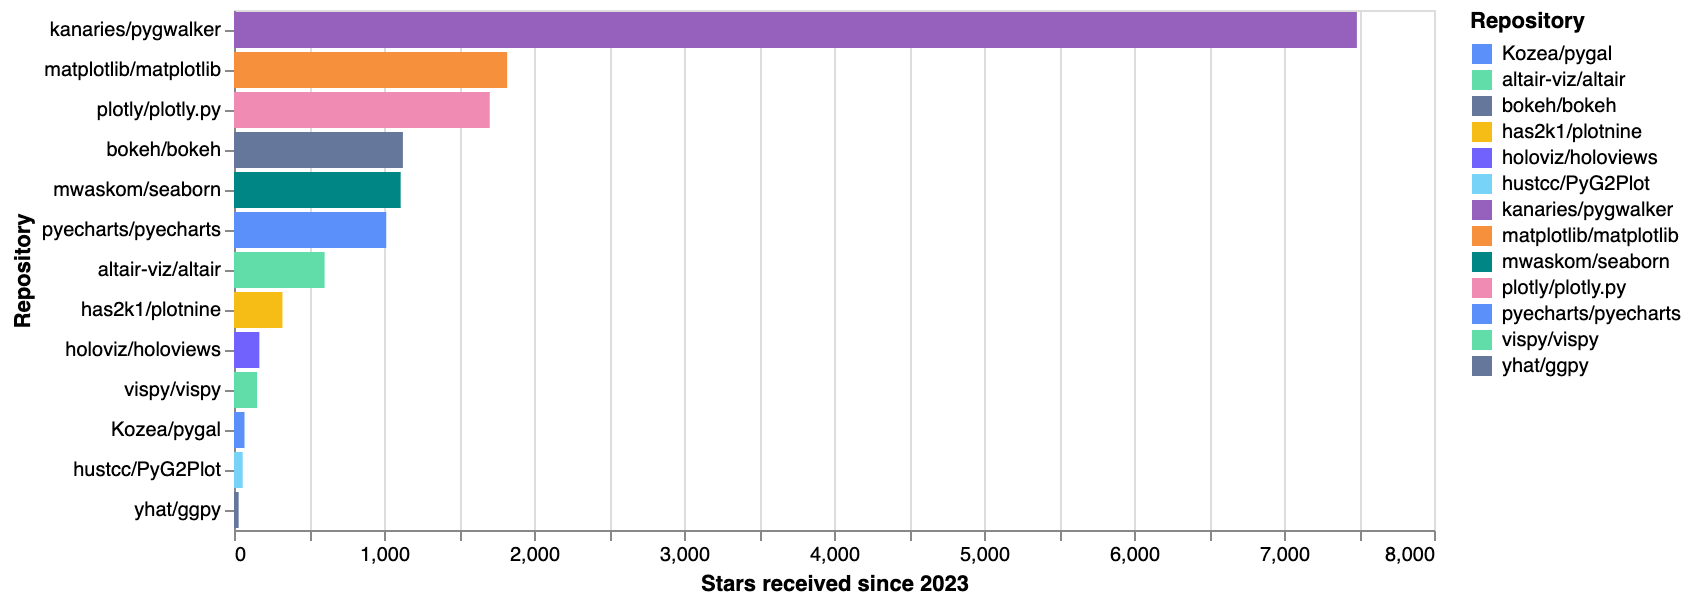 Repository
kanaries/pygwalker
matplotlib/matplotlib
plotly/plotly.py
bokeh/bokeh
mwaskom/seaborn
pyecharts/pyecharts
altair-viz/altair
has2k1/plotnine
holoviz/holoviews
vispy/vispy
Kozea/pygal
hustcc/PyG2Plot
yhat/ggpy
0 1,000 2,000 3,000 4,000 5,000 6,000 7,000 8,000
Stars received since 2023
Repository
Kozea/pygal
altair-viz/altair
bokeh/bokeh
has2k1/plotnine
holoviz/holoviews
hustcc/PyG2Plot
kanaries/pygwalker
matplotlib/matplotlib
mwaskom/seaborn
plotly/plotly.py
pyecharts/pyecharts
vispy/vispy
yhat/ggpy